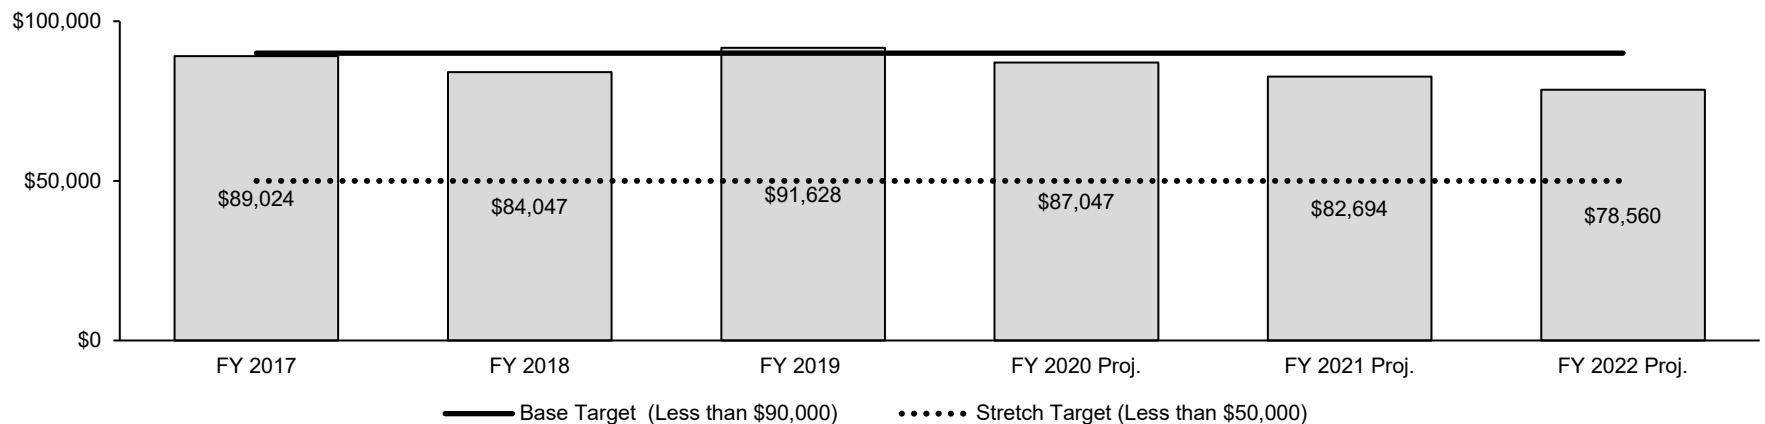 $100,000
$50,000
$0
$89,024
$84,047
$91,628
$87,047
$82,694
$78,560
FY 2017
FY 2018
FY 2019
FY 2020 Proj.
FY 2021 Proj.
FY 2022 Proj.
Base Target  (Less than $90,000)
Stretch Target (Less than $50,000)